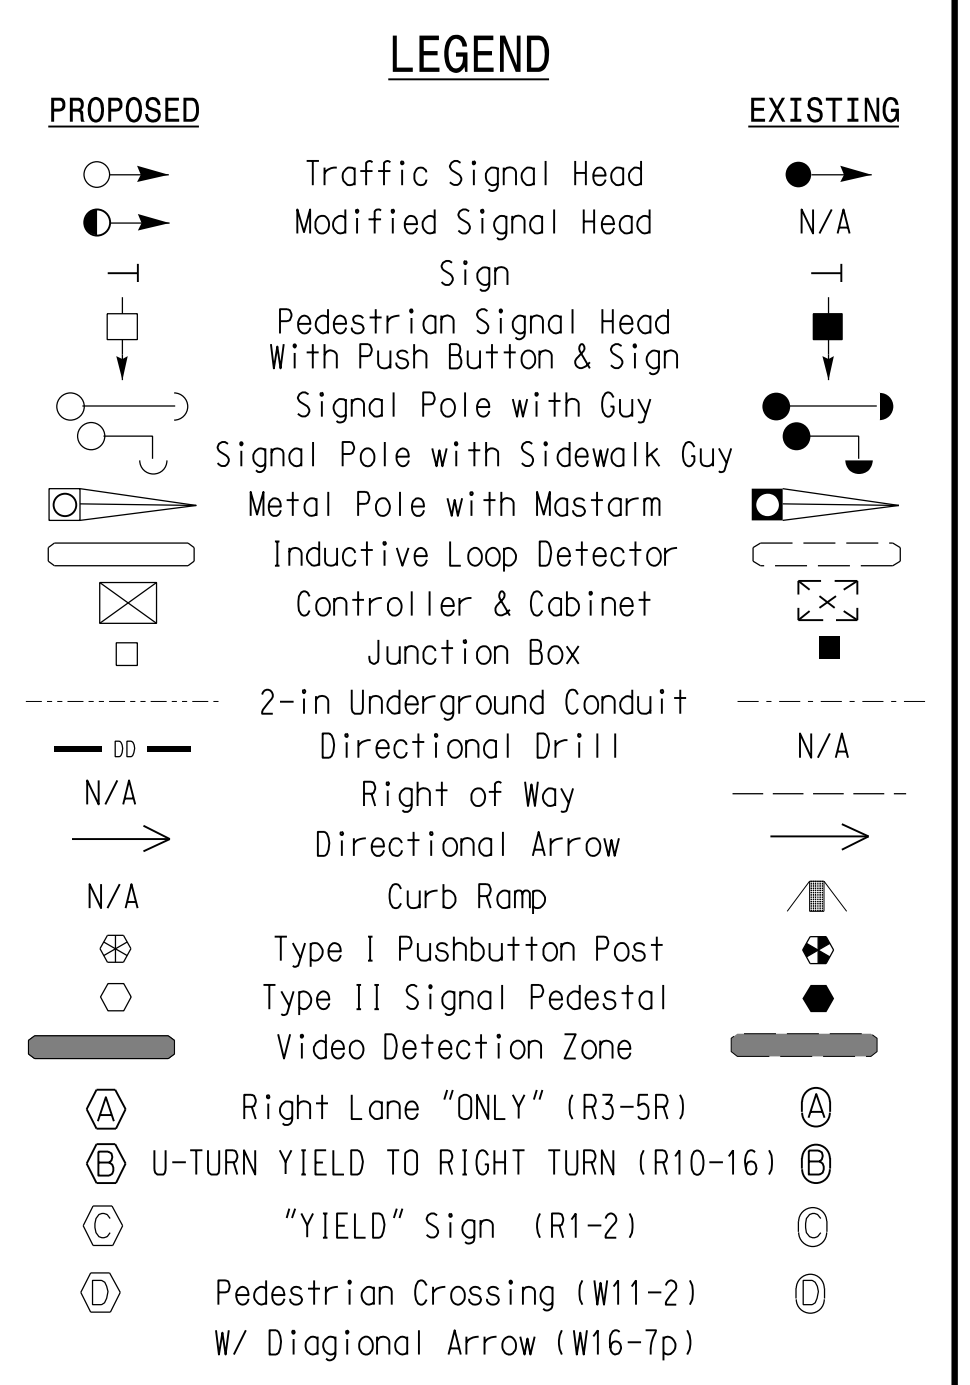 LEGEND
PROPOSED EXISTING
Traffic Signal Head
Modified Signal Head N/A
Sign
Pedestrian Signal Head
With Push Button & Sign
Signal Pole with Guy
Signal Pole with Sidewalk Guy
Metal Pole with Mastarm
Inductive Loop Detector
Controller & Cabinet
Junction Box
2-in Underground Conduit
DD Directional Drill N/A
N/A Right of Way
Directional Arrow
N/A Curb Ramp
Type I Pushbutton Post
Type II Signal Pedestal
Video Detection Zone
A Right Lane "ONLY" (R3-5R) A
B U-TURN YIELD TO RIGHT TURN (R10-16) B
C "YIELD" Sign (R1-2) C
D Pedestrian Crossing (W11-2) D
W/ Diagional Arrow (W16-7p)